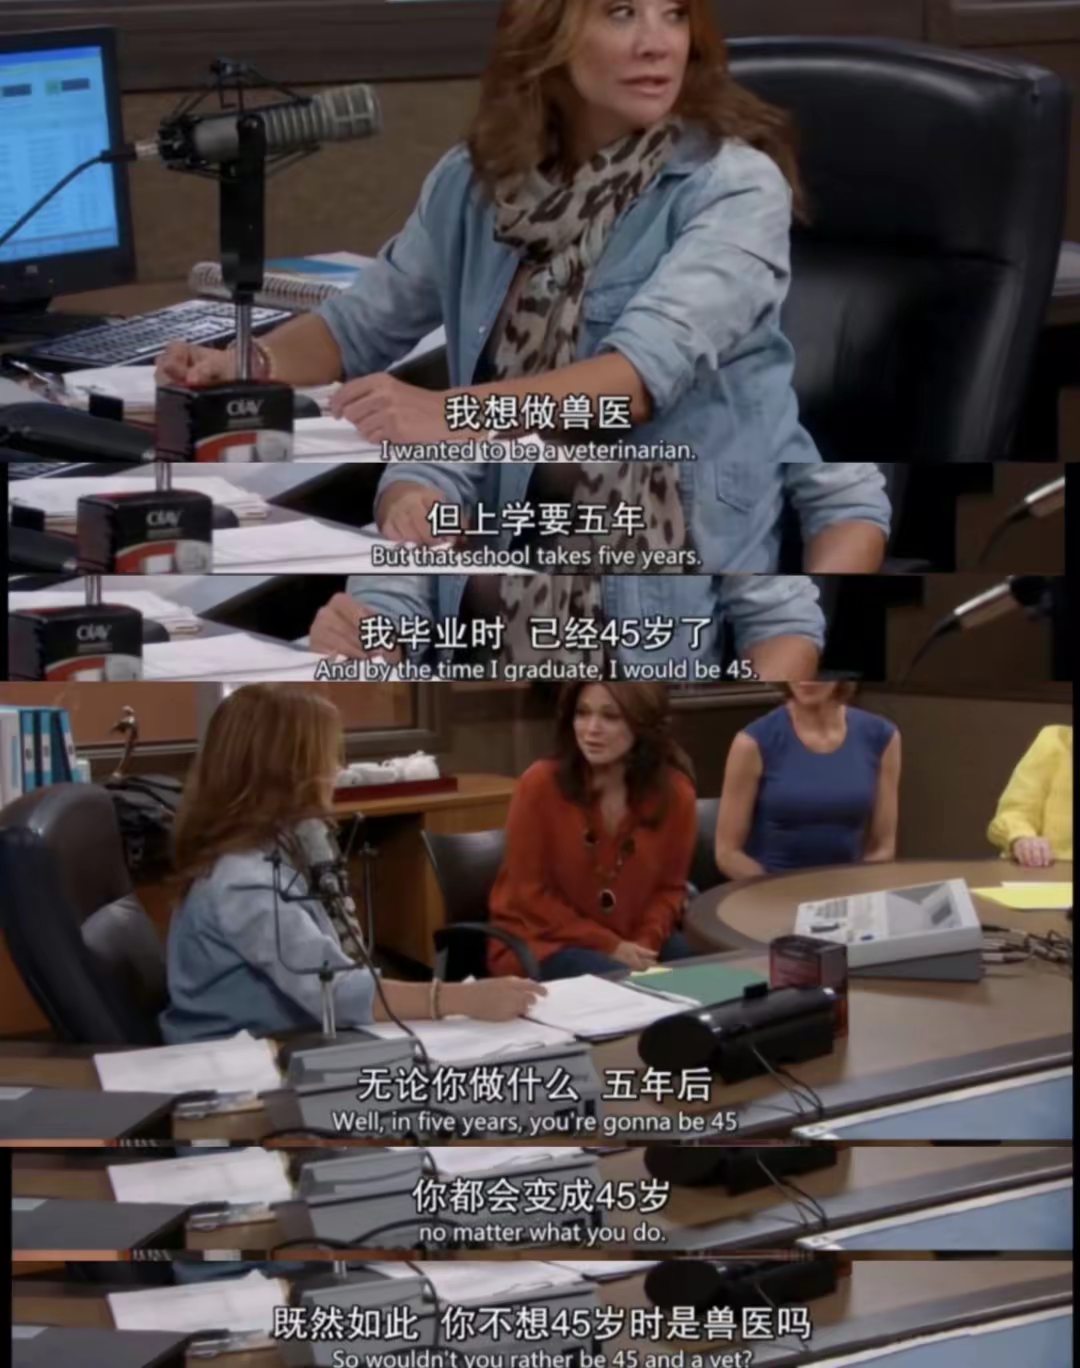 OLAY
我想做兽医
I wanted to be a veterinarian.
OLAY
但上学要五年
But that school takes five years.
OLAY
我毕业时 已经45岁了
And by the time I graduate, I would be 45.
无论你做什么 五年后
Well, in five years, you're gonna be 45
你都会变成45岁
no matter what you do.
既然如此 你不想45岁时是兽医吗
So wouldn't you rather be 45 and a vet?